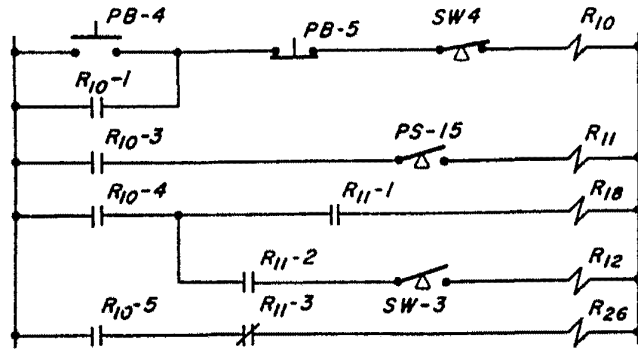 PB-4 PB-5 SW4 R10
R10-1
R10-3 PS-15 R11
R10-4 R11-1 R18
R11-2 SW-3 R12
R10-5 R11-3 R26